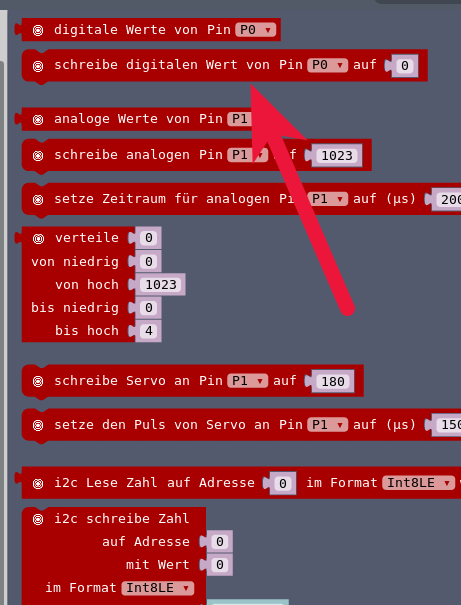 digitale Werte von Pin P0
schreibe digitalen Wert von Pin P0 auf 0
analoge Werte von Pin P1
schreibe analogen Pin P1 auf 1023
setze Zeitraum für analogen Pin P1 auf (µs) 200
verteile 0
von niedrig 0
von hoch 1023
bis niedrig 0
bis hoch 4
schreibe Servo an Pin P1 auf 180
setze den Puls von Servo an Pin P1 auf (µs) 150
i2c Lese Zahl auf Adresse 0 im Format Int8LE
i2c schreibe Zahl
auf Adresse 0
mit Wert 0
im Format Int8LE